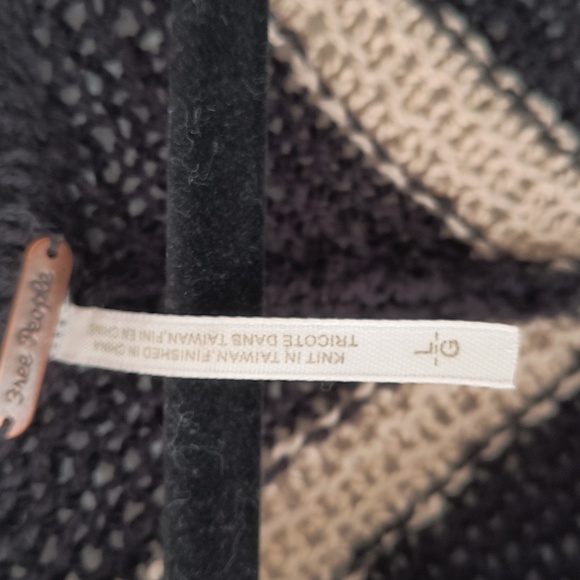 Free People
L
G
KNIT IN TAIWAN, FINISHED IN CHINA
TRICOTE DANS TAIWAN, FINI EN CHINE